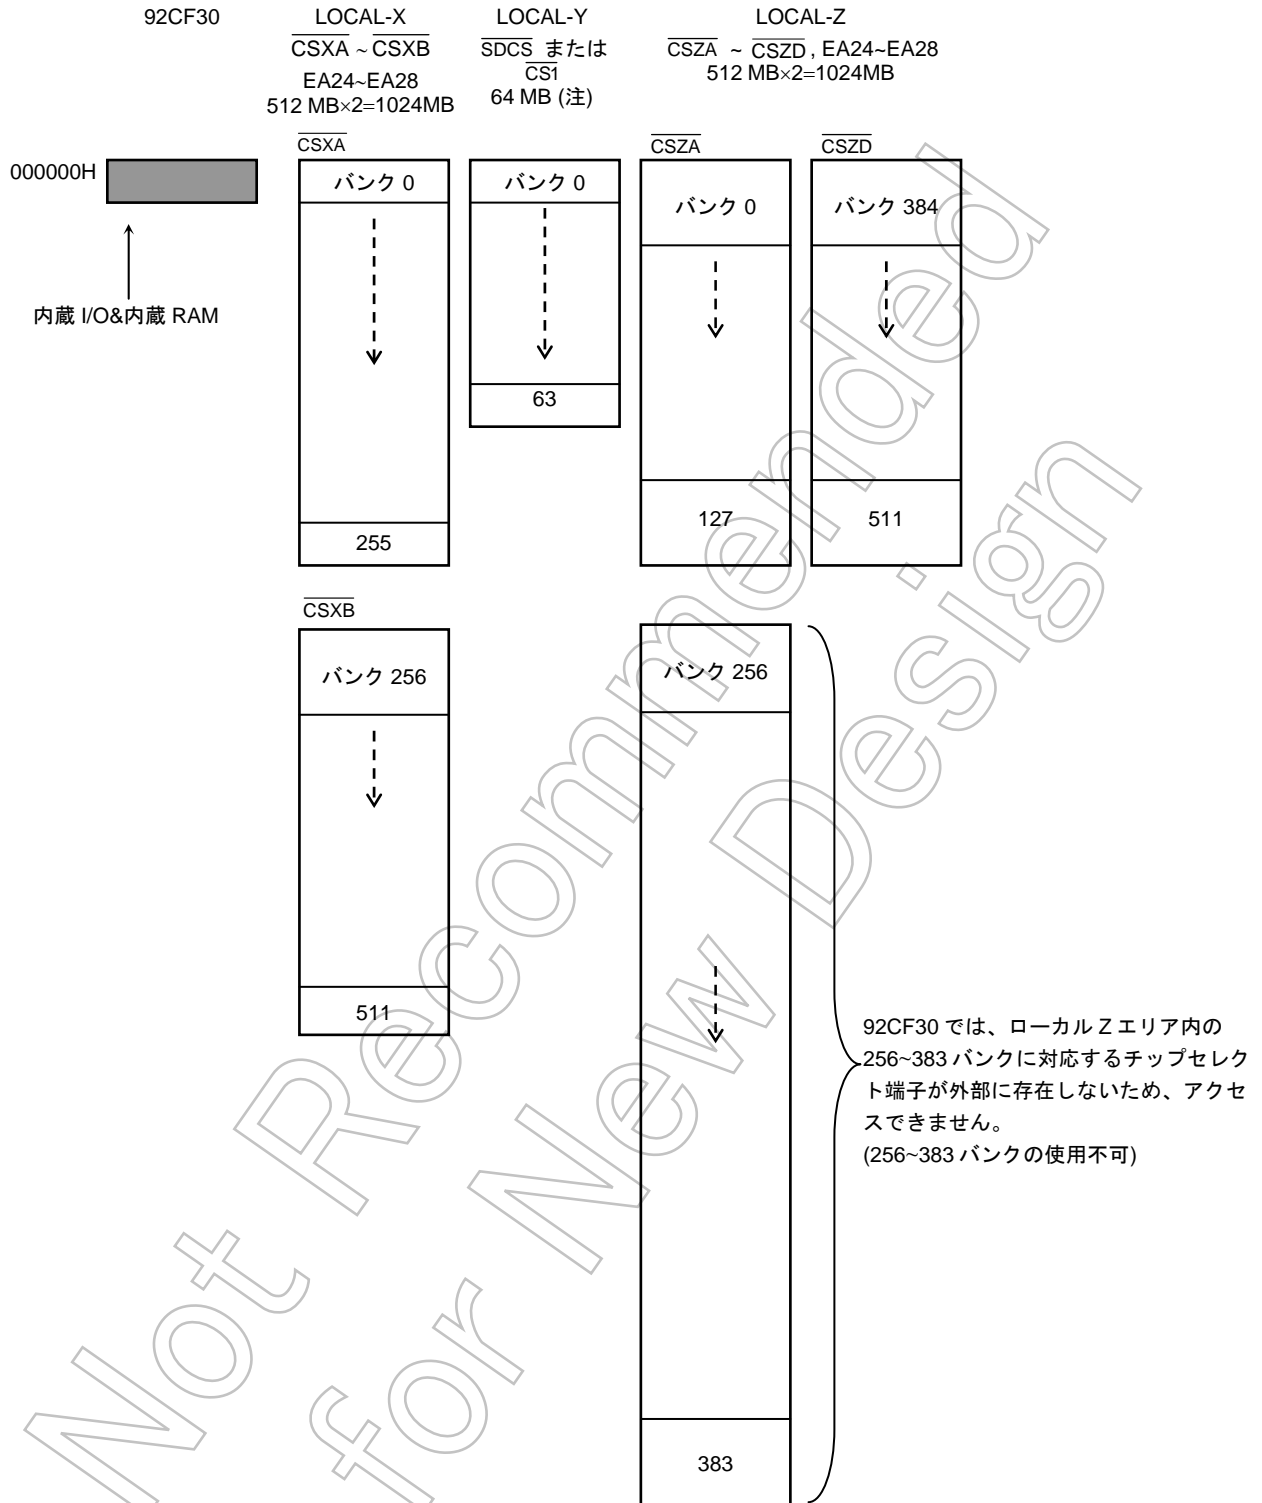 92CF30
LOCAL-X
CSXA ~ CSXB
EA24~EA28
512 MB×2=1024MB
LOCAL-Y
SDCS または
CS1
64 MB (注)
LOCAL-Z
CSZA ~ CSZD , EA24~EA28
512 MB×2=1024MB
000000H
内蔵 I/O&内蔵 RAM
CSXA
バンク 0
255
バンク 0
63
CSZA
バンク 0
127
CSZD
バンク 384
511
CSXB
バンク 256
511
バンク 256
383
92CF30 では、ローカル Z エリア内の
256~383 バンクに対応するチップセレク
ト端子が外部に存在しないため、アクセ
スできません。
(256~383 バンクの使用不可)
Not Recommended
for New Design